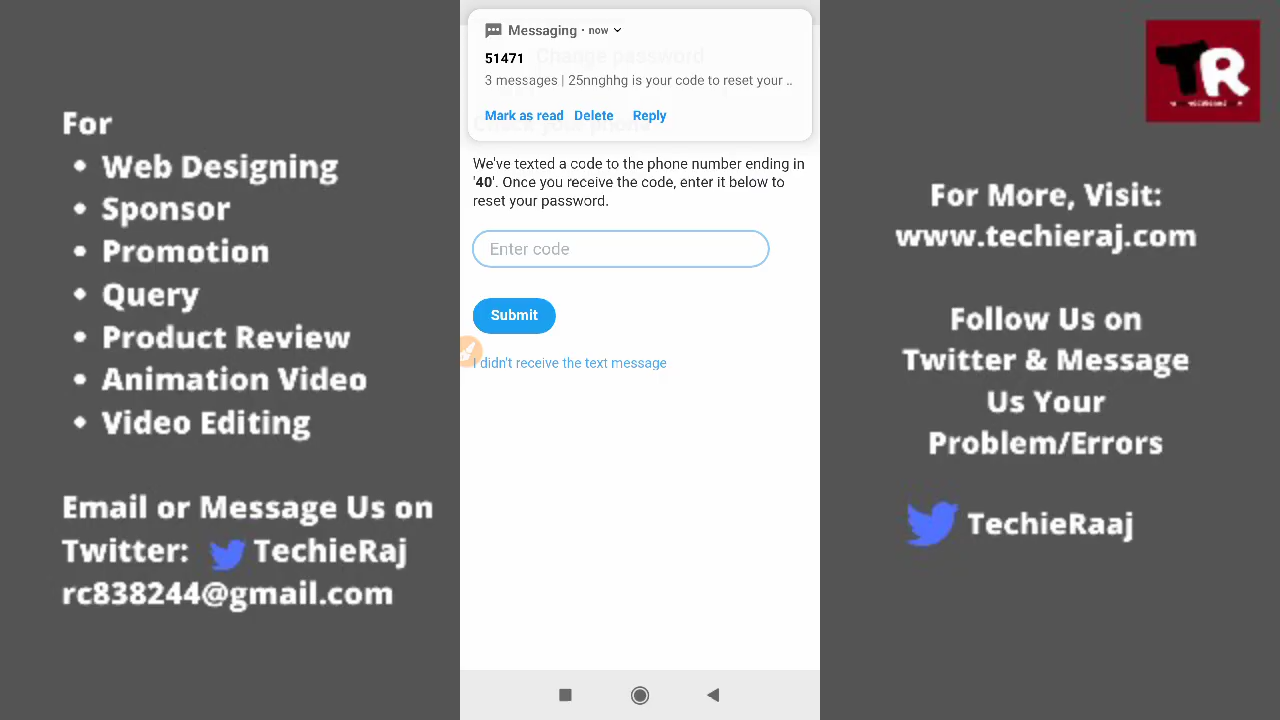 For
• Web Designing
• Sponsor
• Promotion
• Query
• Product Review
• Animation Video
• Video Editing
Email or Message Us on
Twitter: TechieRaj
rc838244@gmail.com
Messaging · now
51471
Change password
3 messages | 25nnghhg is your code to reset your ..
Mark as read Delete Reply
We've texted a code to the phone number ending in
'40'. Once you receive the code, enter it below to
reset your password.
Enter code
Submit
I didn't receive the text message
TR
For More, Visit:
www.techieraj.com
Follow Us on
Twitter & Message
Us Your
Problem/Errors
TechieRaaj